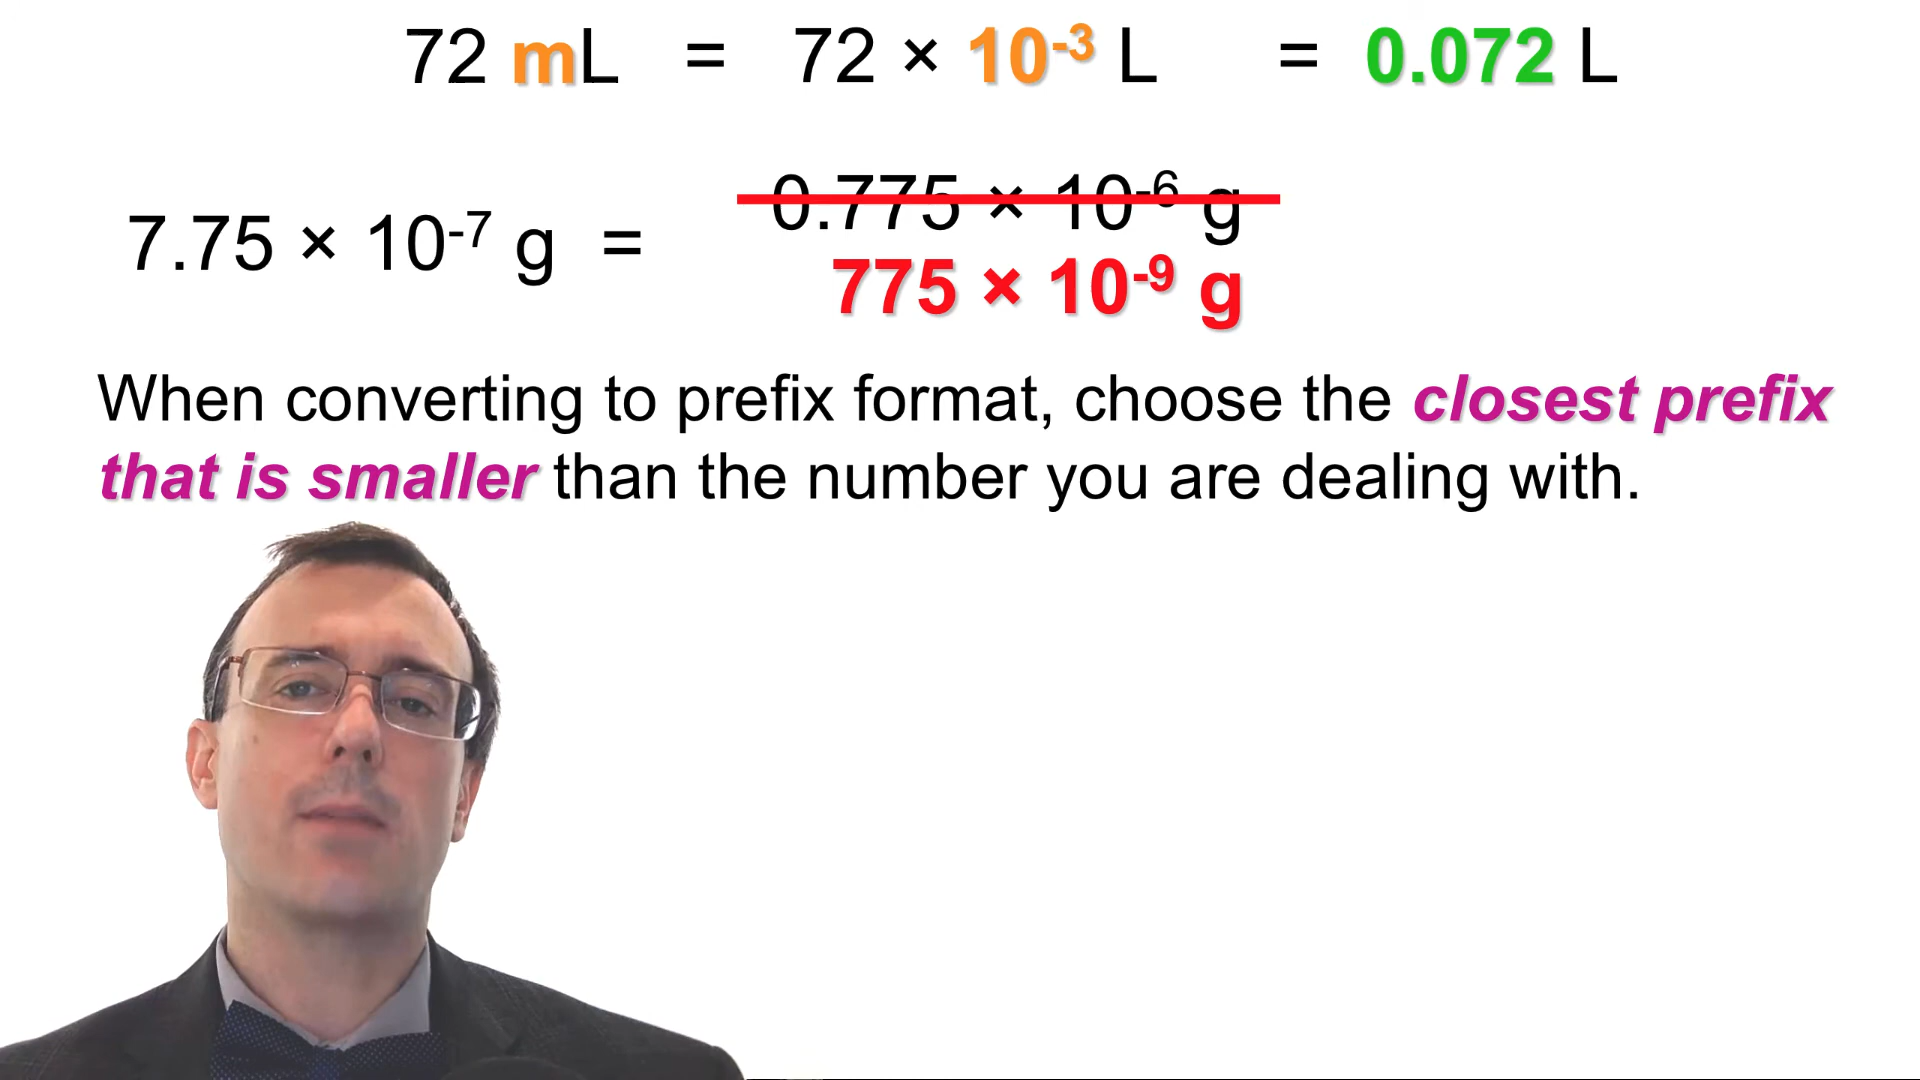 72 mL = 72 × 10⁻³ L = 0.072 L
0.775 × 10⁻⁶ g
7.75 × 10⁻⁷ g =
775 × 10⁻⁹ g
When converting to prefix format, choose the closest prefix
that is smaller than the number you are dealing with.